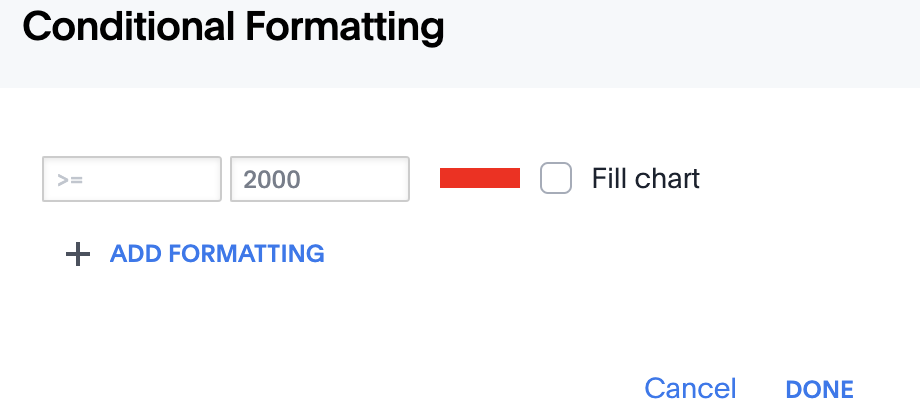 Conditional Formatting
>= 2000 Fill chart
ADD FORMATTING
Cancel DONE